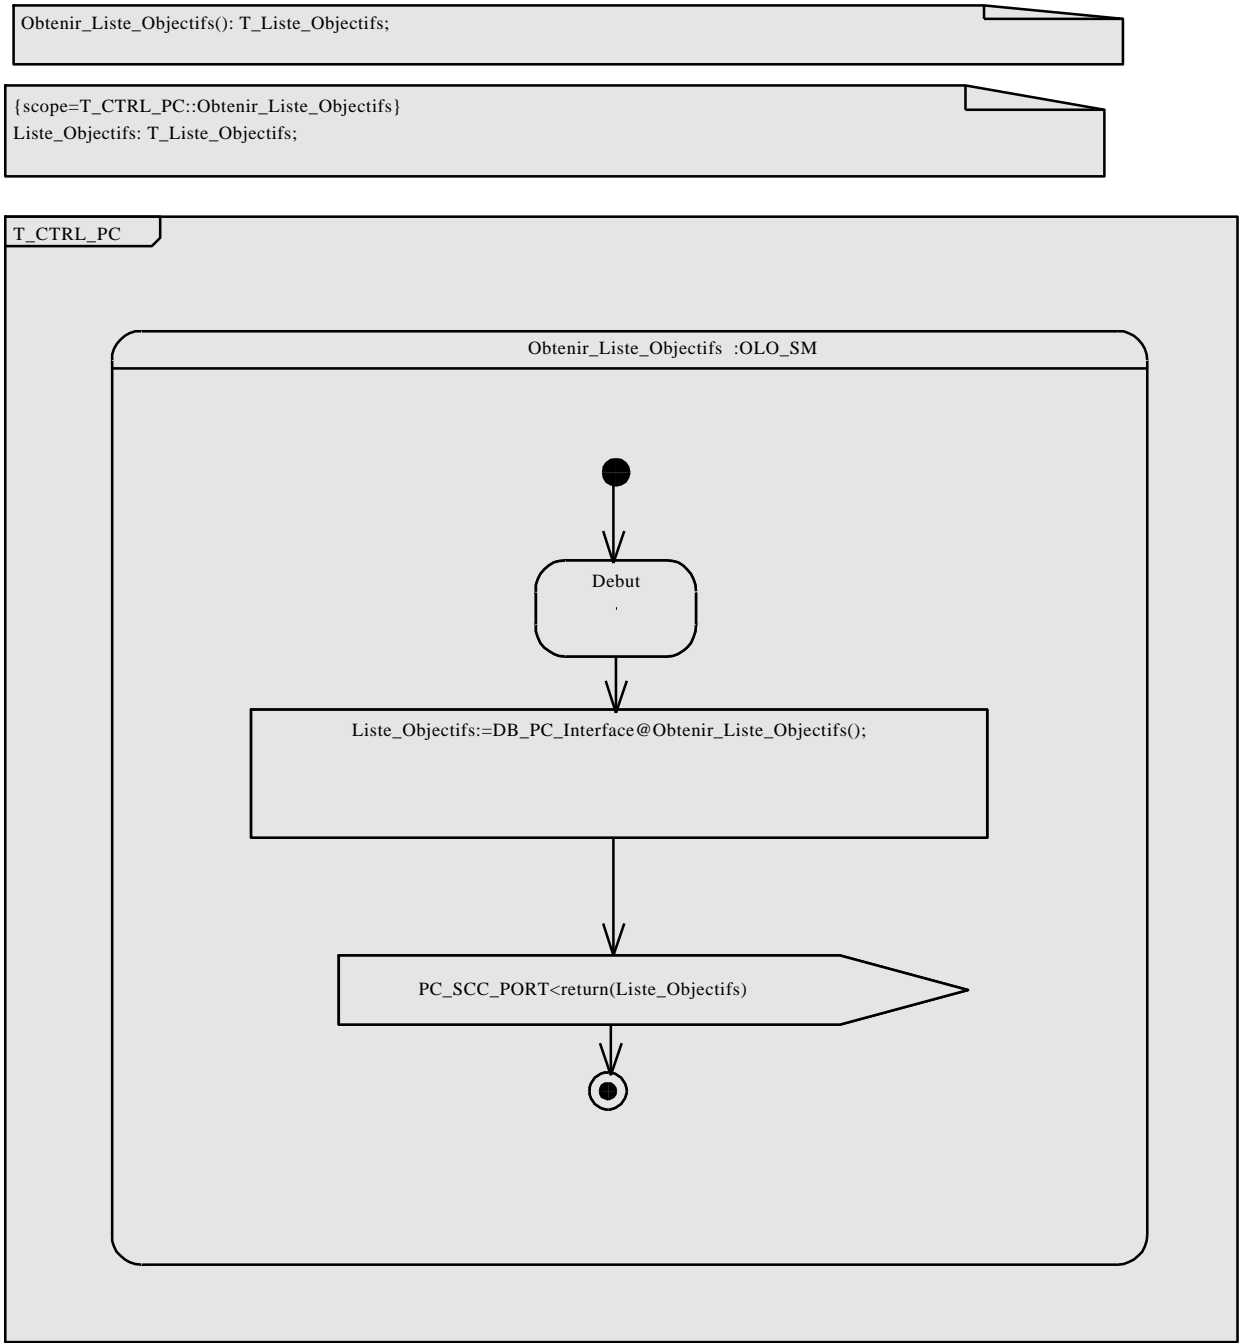 Obtenir_Liste_Objectifs(): T_Liste_Objectifs;
{scope=T_CTRL_PC::Obtenir_Liste_Objectifs}
Liste_Objectifs: T_Liste_Objectifs;
T_CTRL_PC
Obtenir_Liste_Objectifs :OLO_SM
Debut
Liste_Objectifs:=DB_PC_Interface@Obtenir_Liste_Objectifs();
PC_SCC_PORT<return(Liste_Objectifs)